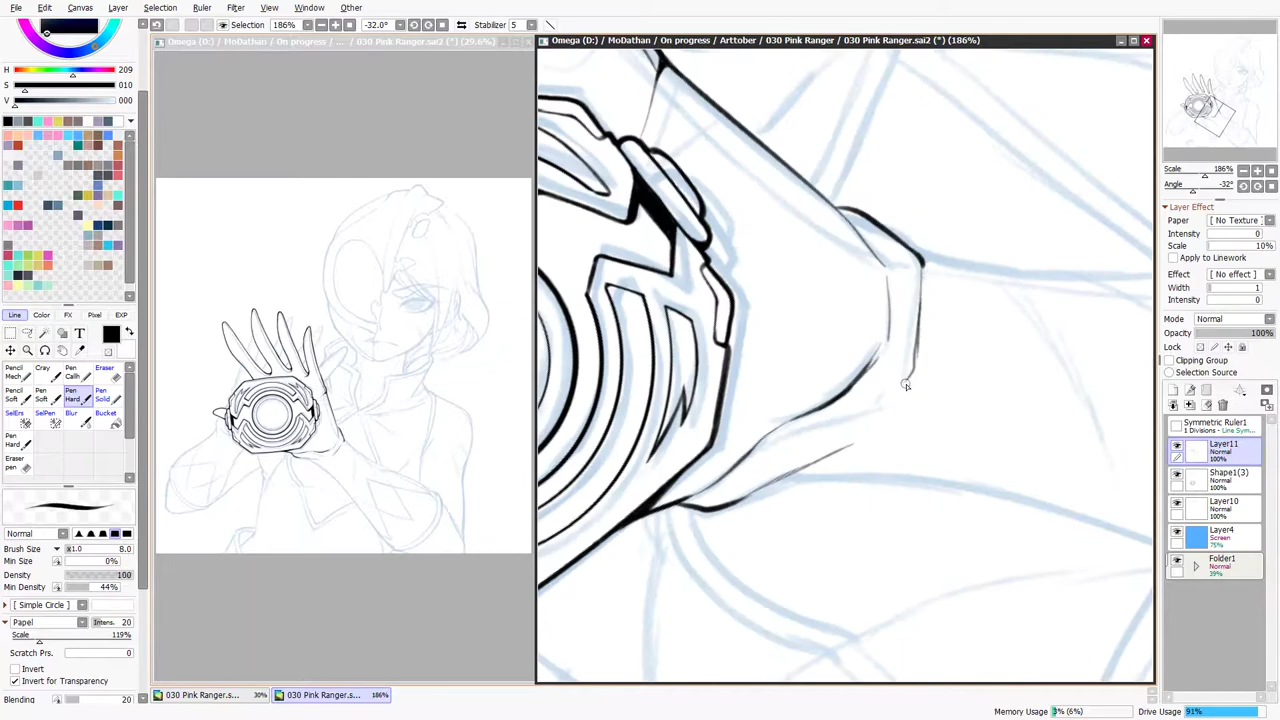 File Edit Canvas Layer Selection Ruler Filter View Window Other
Selection 186% -32.0° Stabilizer 5
Omega (D:) / MoDathan / On progress / ... / 030 Pink Ranger.sai2 (*) (29.6%)
Omega (D:) / MoDathan / On progress / Arttober / 030 Pink Ranger / 030 Pink Ranger.sai2 (*) (186%)
H 209
S 010
V 000
Line Color FX Pixel EXP
T
Pencil Mech Cray Pen Callh Eraser
Pencil Soft Pen Soft Pen Hard Pen Solid
SelErs SelPen Blur Bucket
Pen Hard
Eraser pen
Normal
Brush Size x1.0 8.0
Min Size 0%
Density 100
Min Density 44%
[ Simple Circle ]
Papel Intens. 20
Scale 119%
Scratch Prs. 0
Invert
Invert for Transparency
Blending 20
030 Pink Ranger.s... 30% 030 Pink Ranger.s... 186%
Scale 186%
Angle -32°
Layer Effect
Paper [ No Texture ]
Intensity 0
Scale 10%
Apply to Linework
Effect [ No effect ]
Width 1
Intensity 0
Mode Normal
Opacity 100%
Lock
Clipping Group
Selection Source
Symmetric Ruler1
1 Divisions - Line Sym...
Layer11
Normal
100%
Shape1(3)
Normal
100%
Layer10
Normal
100%
Layer4
Screen
75%
Folder1
Normal
39%
Memory Usage 3% (6%) Drive Usage 91%